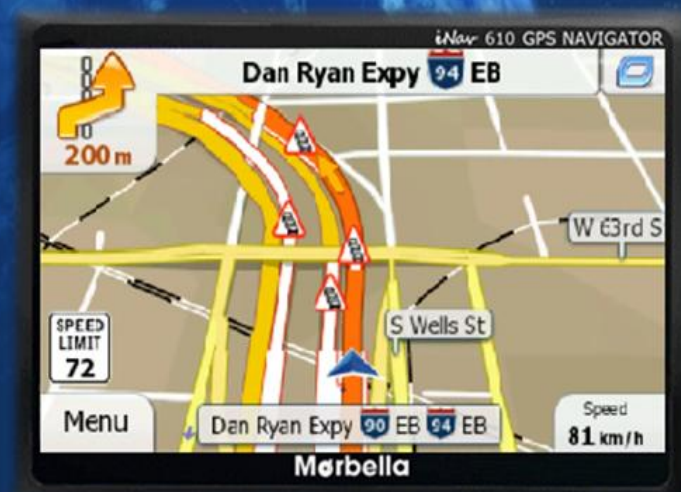 iNav 610 GPS NAVIGATOR
Dan Ryan Expy 94 EB
200 m
W 63rd S
S Wells St
SPEED
LIMIT
72
Menu
Dan Ryan Expy 90 EB 94 EB
Speed
81 km/h
Mørbella